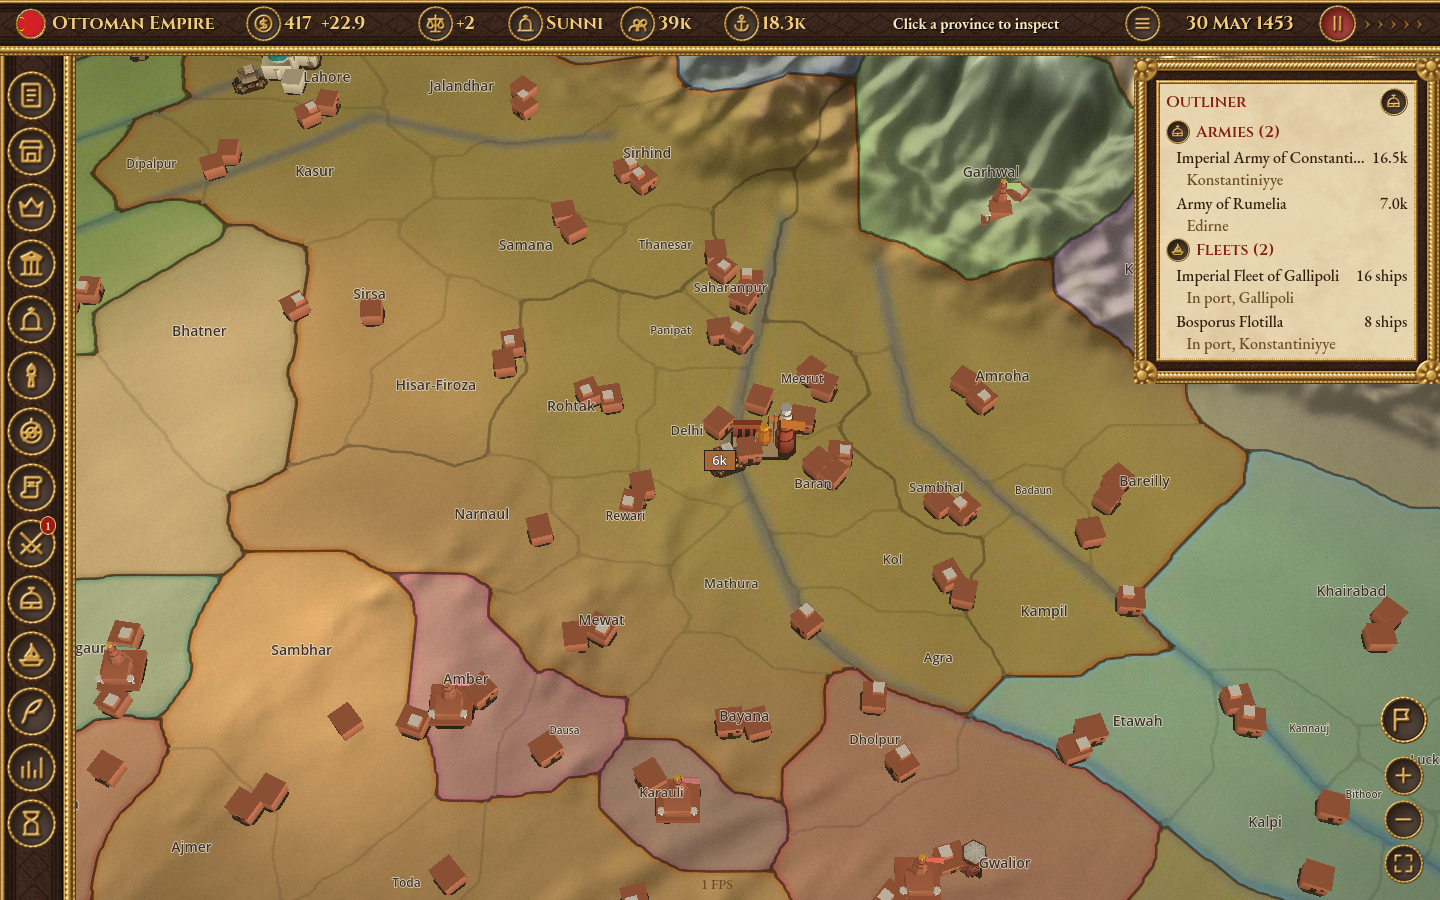 OTTOMAN EMPIRE 417 +22.9 +2 SUNNI 39K 18.3K Click a province to inspect 30 MAY 1453
OUTLINER
ARMIES (2)
Imperial Army of Constanti... 16.5k
Konstantiniyye
Army of Rumelia 7.0k
Edirne
FLEETS (2)
Imperial Fleet of Gallipoli 16 ships
In port, Gallipoli
Bosporus Flotilla 8 ships
In port, Konstantiniyye
1
Lahore
Jalandhar
Dipalpur
Kasur
Sirhind
Garhwal
Samana
Thanesar
K
Saharanpur
Sirsa
Bhatner
Panipat
Hisar-Firoza
Meerut
Amroha
Rohtak
Delhi
6k
Baran
Sambhal
Badaun
Bareilly
Narnaul
Rewari
Kol
Mathura
Khairabad
Kampil
Mewat
gaur
Sambhar
Agra
Amber
Bayana
Etawah
Dausa
Kannauj
Dholpur
Luck
Karauli
Bithoor
Kalpi
Ajmer
Gwalior
Toda
1 FPS